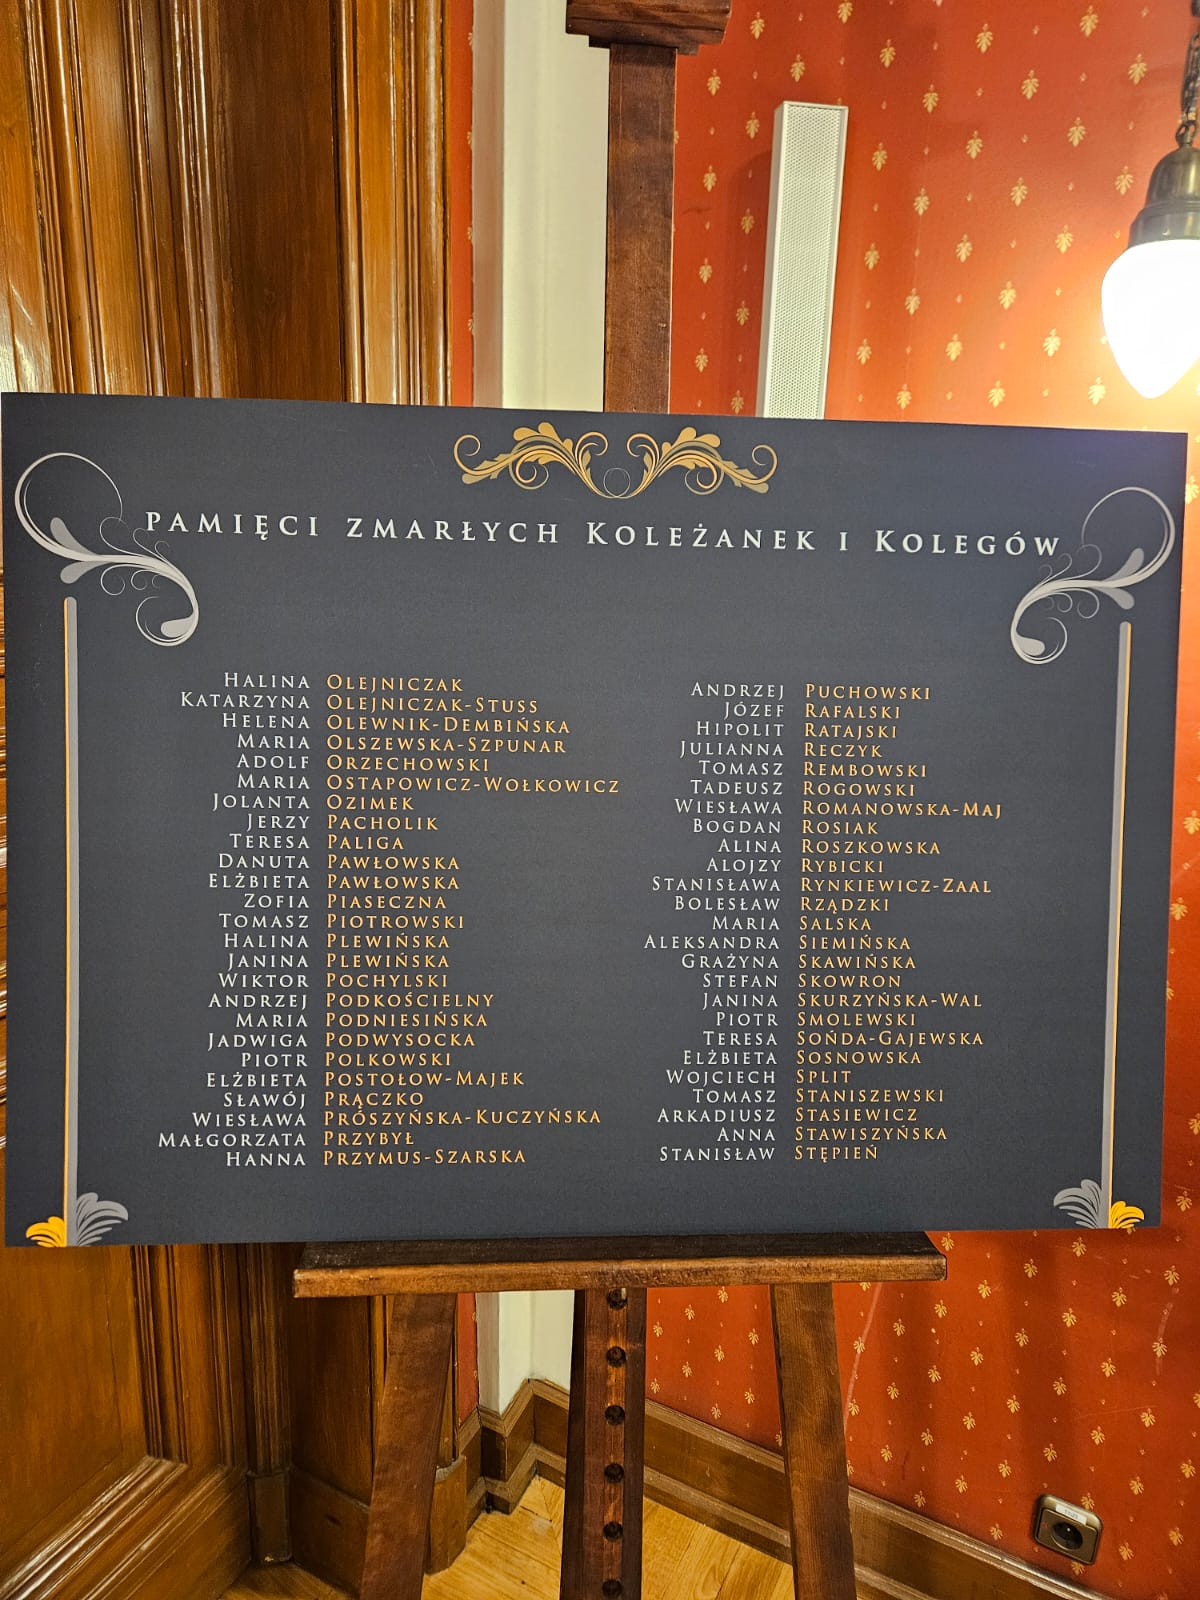 PAMIĘCI ZMARŁYCH KOLEŻANEK I KOLEGÓW
HALINA OLEJNICZAK
KATARZYNA OLEJNICZAK-STUSS
HELENA OLEWNIK-DEMBIŃSKA
MARIA OLSZEWSKA-SZPUNAR
ADOLF ORZECHOWSKI
MARIA OSTAPOWICZ-WOŁKOWICZ
JOLANTA OZIMEK
JERZY PACHOLIK
TERESA PALIGA
DANUTA PAWŁOWSKA
ELŻBIETA PAWŁOWSKA
ZOFIA PIASECZNA
TOMASZ PIOTROWSKI
HALINA PLEWIŃSKA
JANINA PLEWIŃSKA
WIKTOR POCHYLSKI
ANDRZEJ PODKOŚCIELNY
MARIA PODNIESIŃSKA
JADWIGA PODWYSOCKA
PIOTR POLKOWSKI
ELŻBIETA POSTOŁOW-MAJEK
SŁAWÓJ PRĄCZKO
WIESŁAWA PRÓSZYŃSKA-KUCZYŃSKA
MAŁGORZATA PRZYBYŁ
HANNA PRZYMUS-SZARSKA
ANDRZEJ PUCHOWSKI
JÓZEF RAFALSKI
HIPOLIT RATAJSKI
JULIANNA RECZYK
TOMASZ REMBOWSKI
TADEUSZ ROGOWSKI
WIESŁAWA ROMANOWSKA-MAJ
BOGDAN ROSIAK
ALINA ROSZKOWSKA
ALOJZY RYBICKI
STANISŁAWA RYNKIEWICZ-ZAAL
BOLESŁAW RZĄDZKI
MARIA SALSKA
ALEKSANDRA SIEMIŃSKA
GRAŻYNA SKAWIŃSKA
STEFAN SKOWRON
JANINA SKURZYŃSKA-WAL
PIOTR SMOLEWSKI
TERESA SOŃDA-GAJEWSKA
ELŻBIETA SOSNOWSKA
WOJCIECH SPLIT
TOMASZ STANISZEWSKI
ARKADIUSZ STASIEWICZ
ANNA STAWISZYŃSKA
STANISŁAW STĘPIEŃ